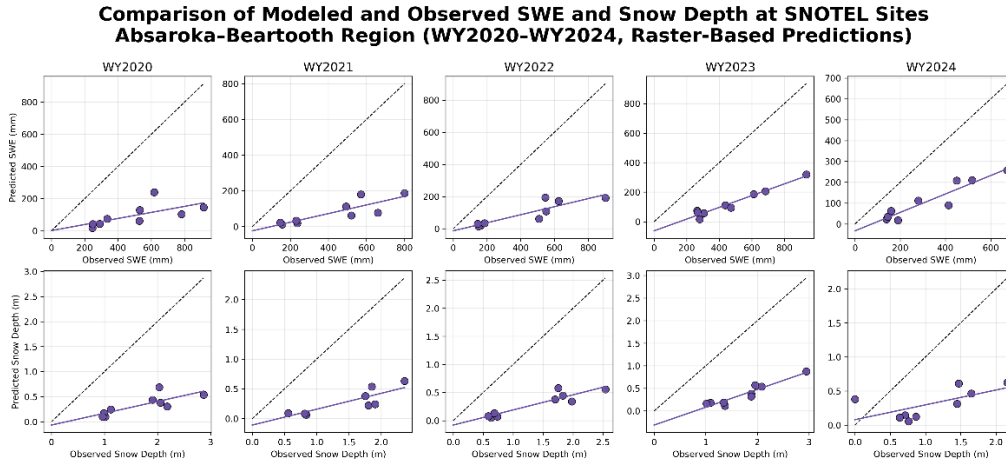 Comparison of Modeled and Observed SWE and Snow Depth at SNOTEL Sites
Absaroka–Beartooth Region (WY2020–WY2024, Raster-Based Predictions)
WY2020 WY2021 WY2022 WY2023 WY2024
Predicted SWE (mm)
800
600
400
200
0
0 200 400 600 800
Observed SWE (mm)
800
600
400
200
0
0 200 400 600 800
Observed SWE (mm)
800
600
400
200
0
0 200 400 600 800
Observed SWE (mm)
800
600
400
200
0
0 200 400 600 800
Observed SWE (mm)
700
600
500
400
300
200
100
0
0 200 400 600
Observed SWE (mm)
Predicted Snow Depth (m)
3.0
2.5
2.0
1.5
1.0
0.5
0.0
0 1 2 3
Observed Snow Depth (m)
2.0
1.5
1.0
0.5
0.0
0.0 0.5 1.0 1.5 2.0
Observed Snow Depth (m)
2.5
2.0
1.5
1.0
0.5
0.0
0.0 0.5 1.0 1.5 2.0 2.5
Observed Snow Depth (m)
3.0
2.5
2.0
1.5
1.0
0.5
0.0
0 1 2 3
Observed Snow Depth (m)
2.0
1.5
1.0
0.5
0.0
0.0 0.5 1.0 1.5 2.0
Observed Snow Depth (m)